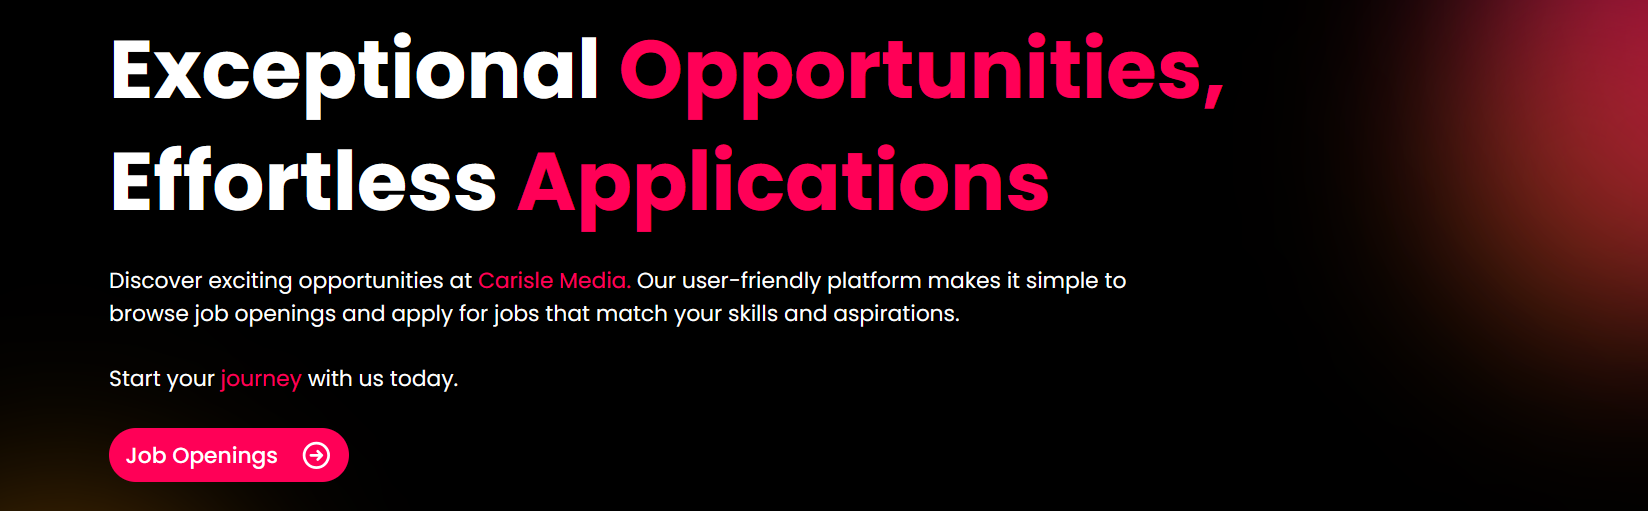 Exceptional Opportunities,
Effortless Applications
Discover exciting opportunities at Carisle Media. Our user-friendly platform makes it simple to
browse job openings and apply for jobs that match your skills and aspirations.
Start your journey with us today.
Job Openings